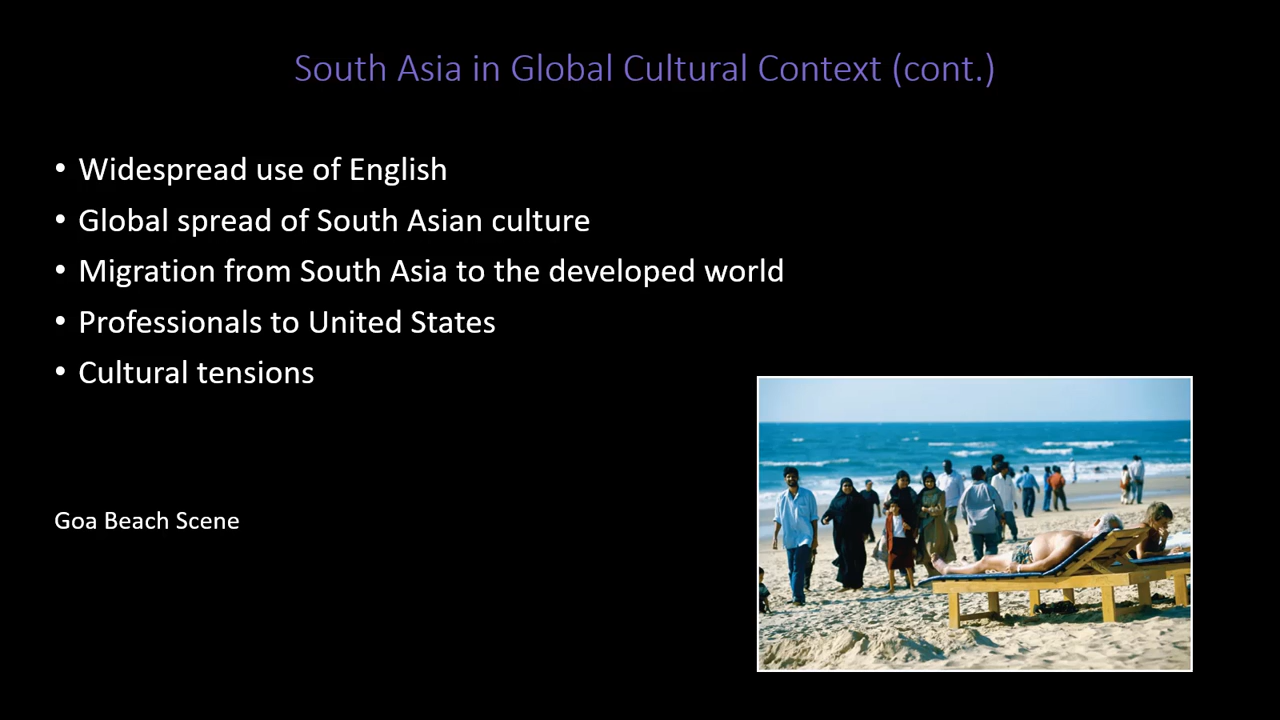 South Asia in Global Cultural Context (cont.)
• Widespread use of English
• Global spread of South Asian culture
• Migration from South Asia to the developed world
• Professionals to United States
• Cultural tensions
Goa Beach Scene